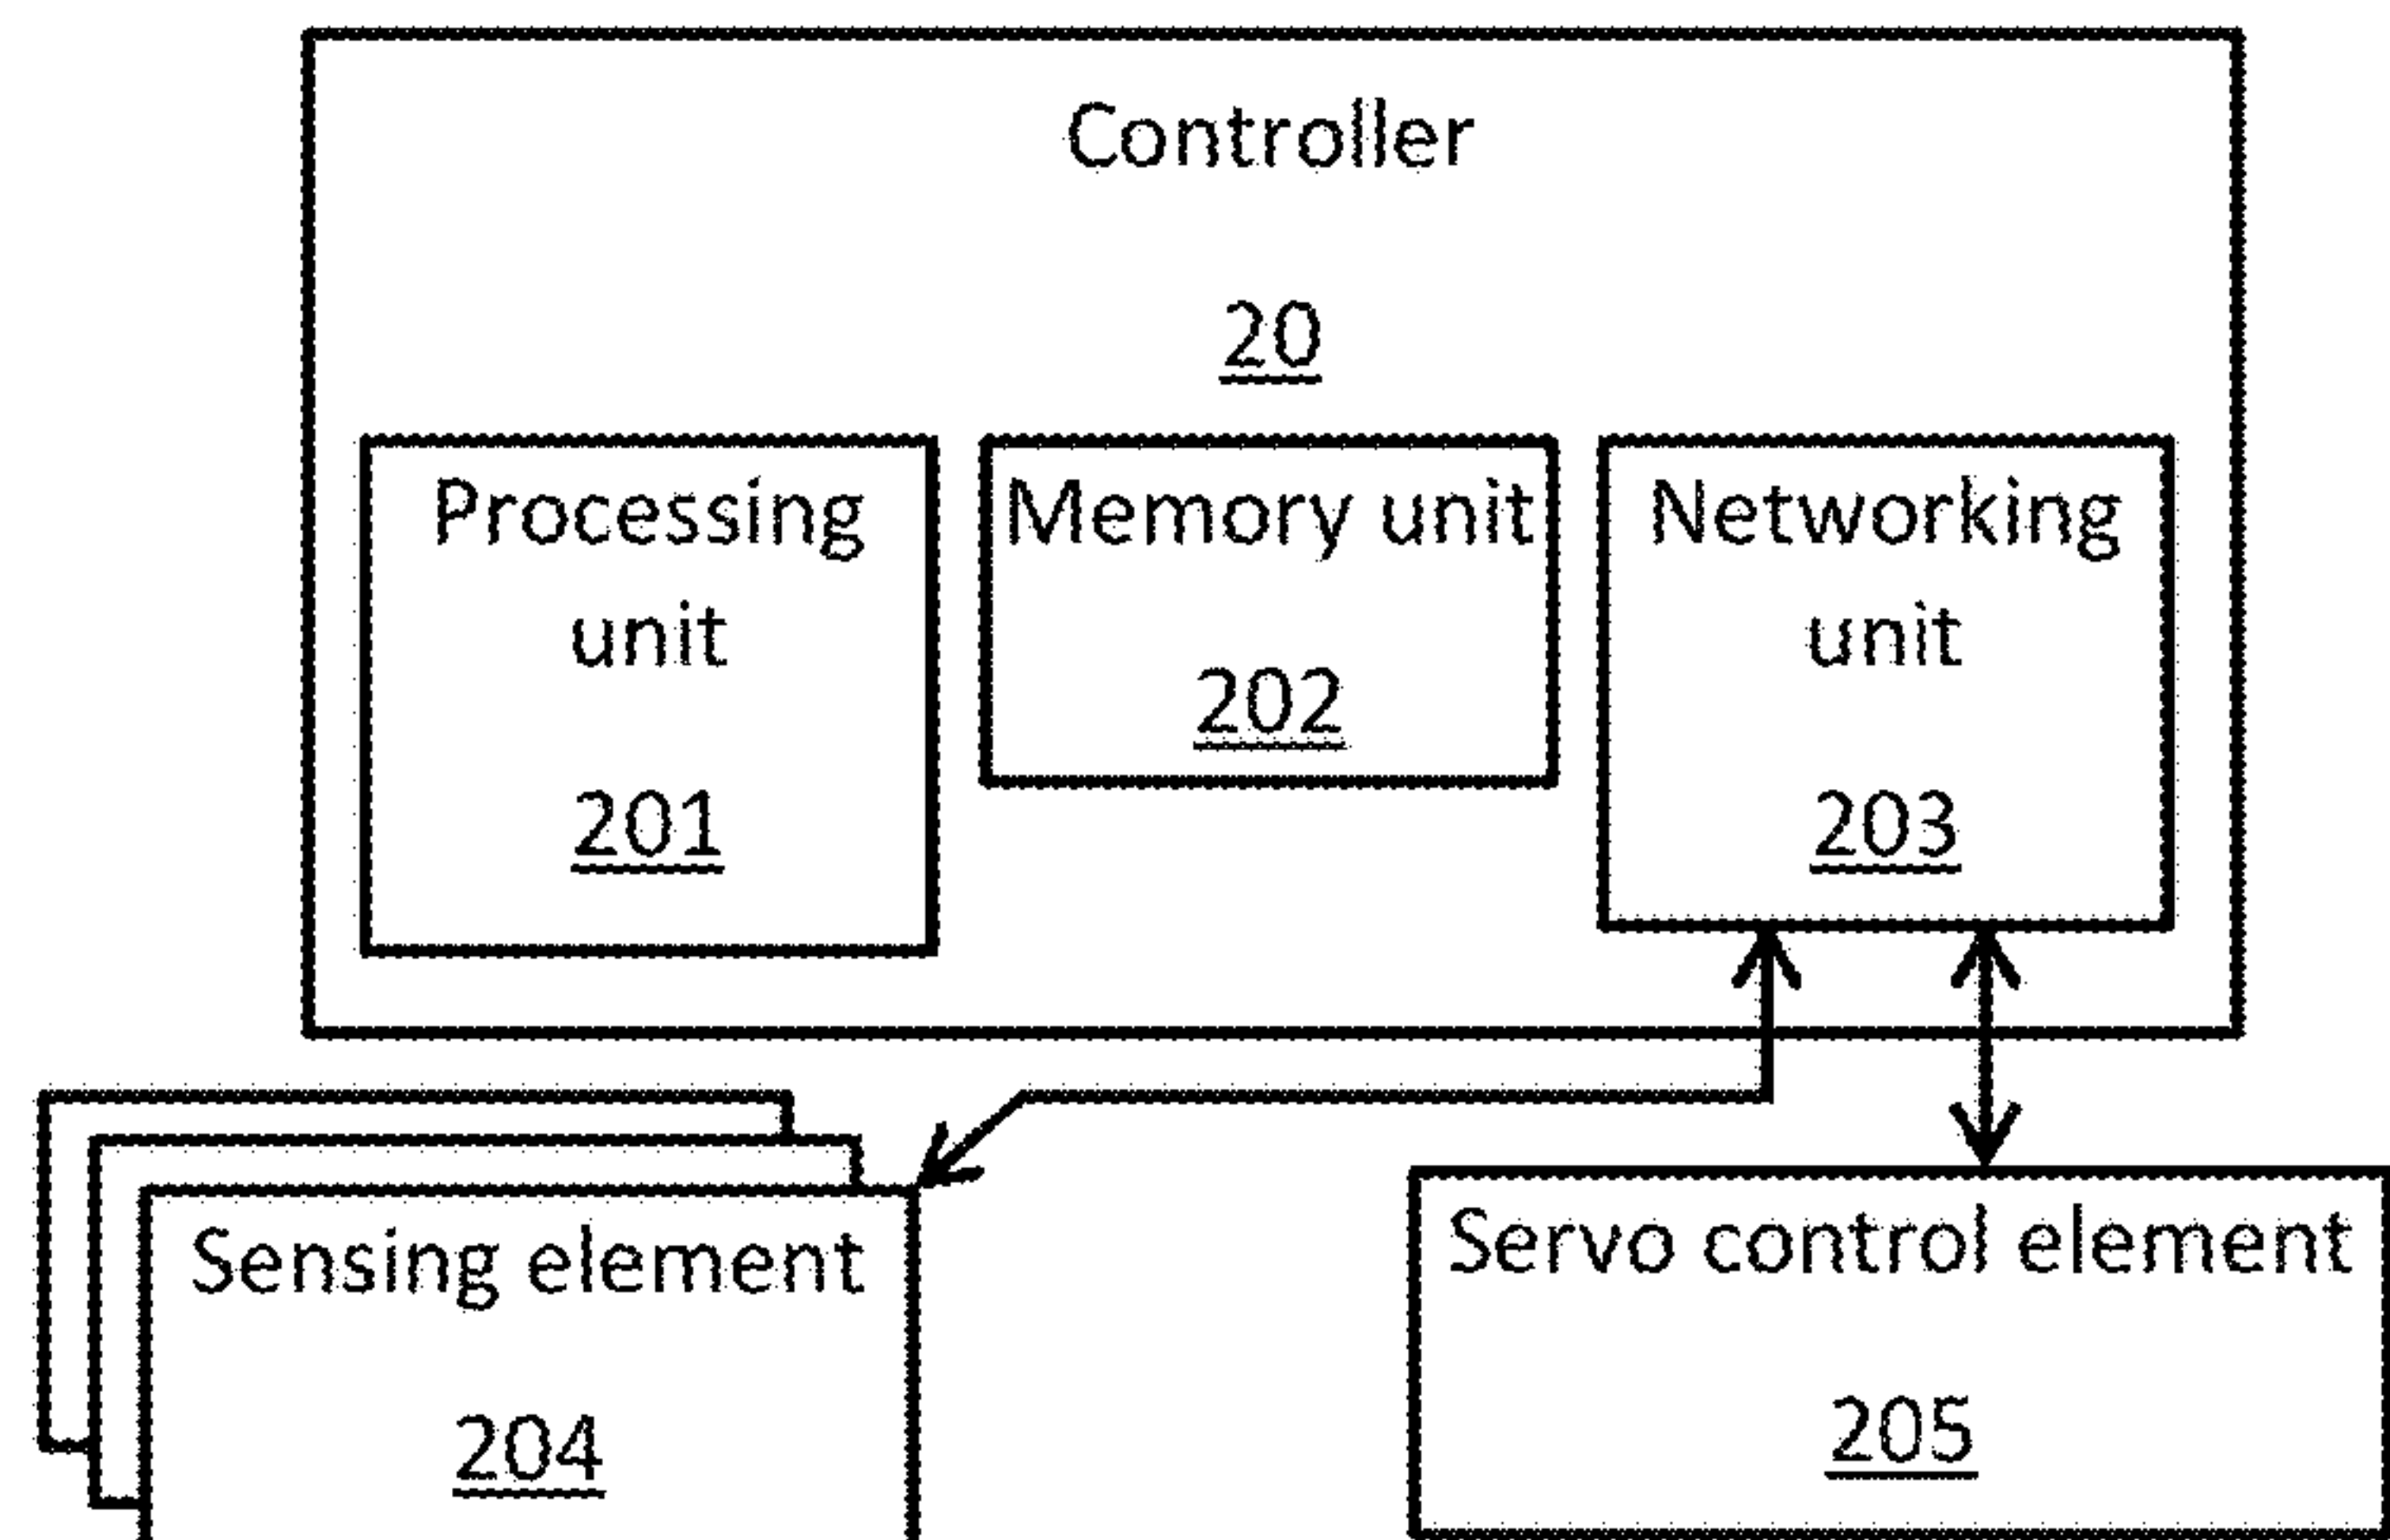 Controller
20
Processing
unit
201
Memory unit
202
Networking
unit
203
Sensing element
204
Servo control element
205